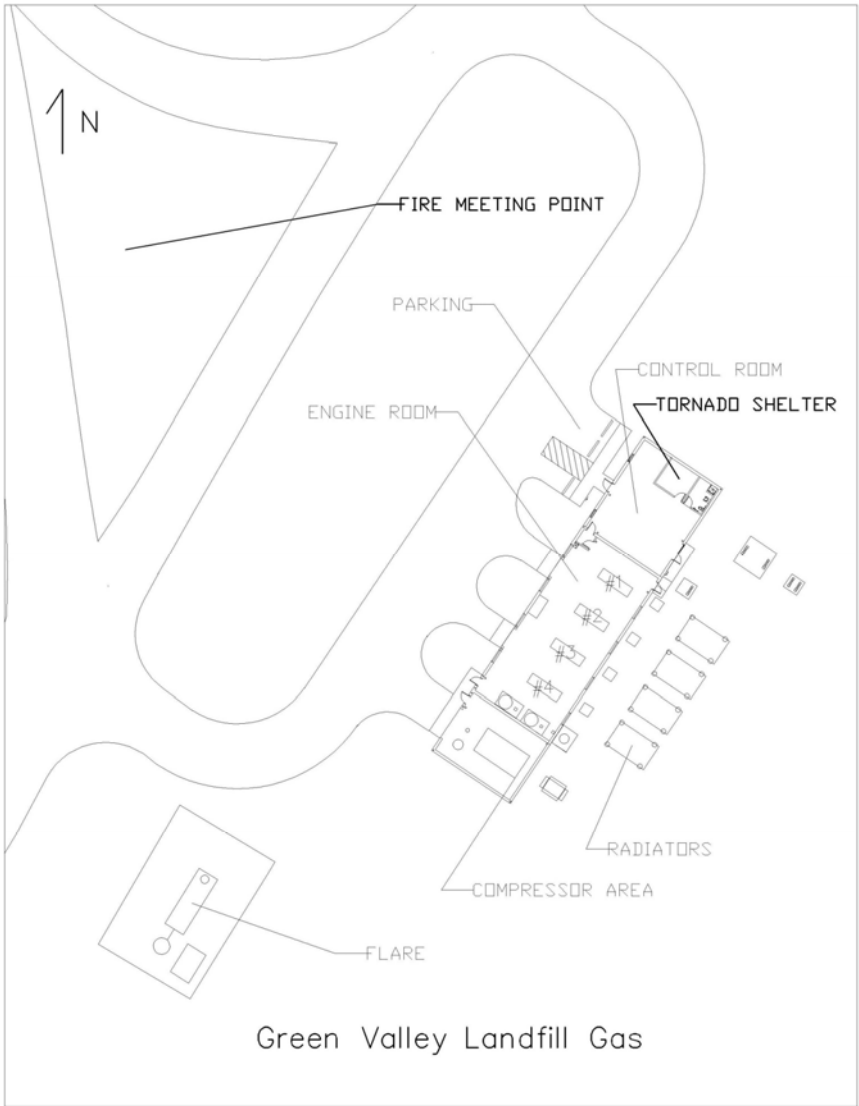 N
FIRE MEETING POINT
PARKING
CONTROL ROOM
TORNADO SHELTER
ENGINE ROOM
#1
#2
#3
#4
RADIATORS
COMPRESSOR AREA
FLARE
Green Valley Landfill Gas